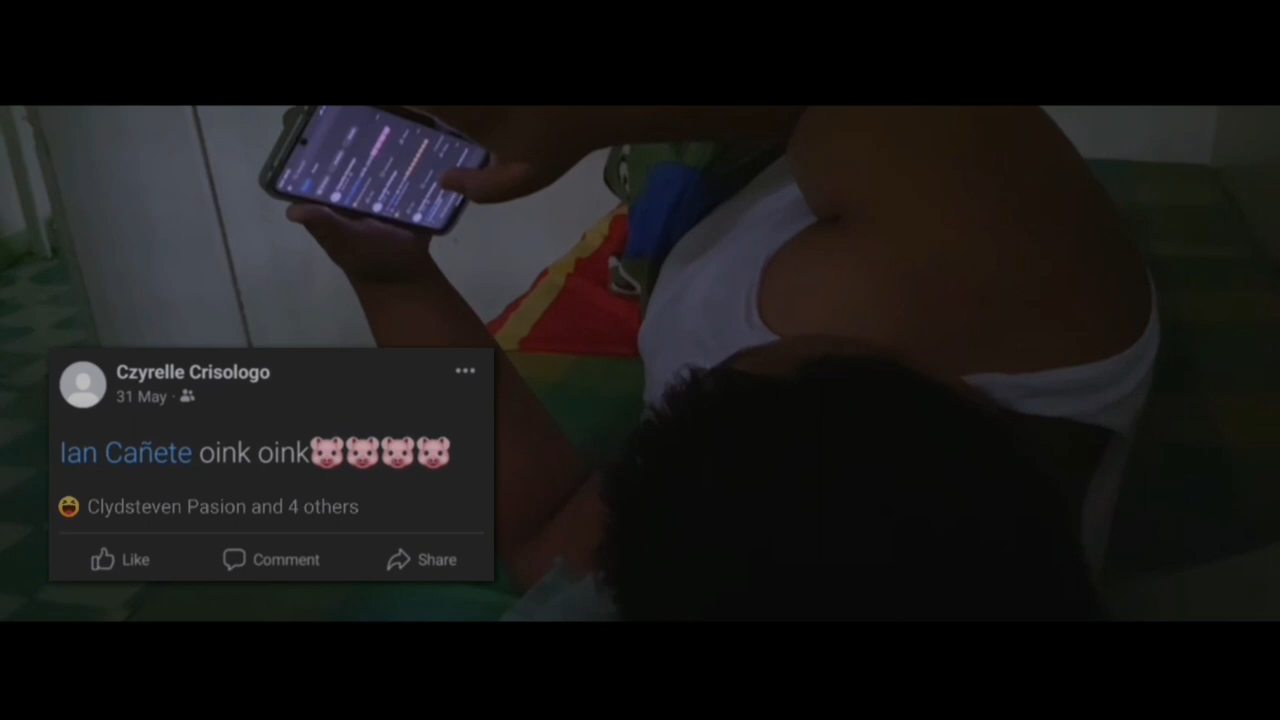 Czyrelle Crisologo
31 May ·
Ian Cañete oink oink🐷🐷🐷🐷
Clydsteven Pasion and 4 others
Like Comment Share